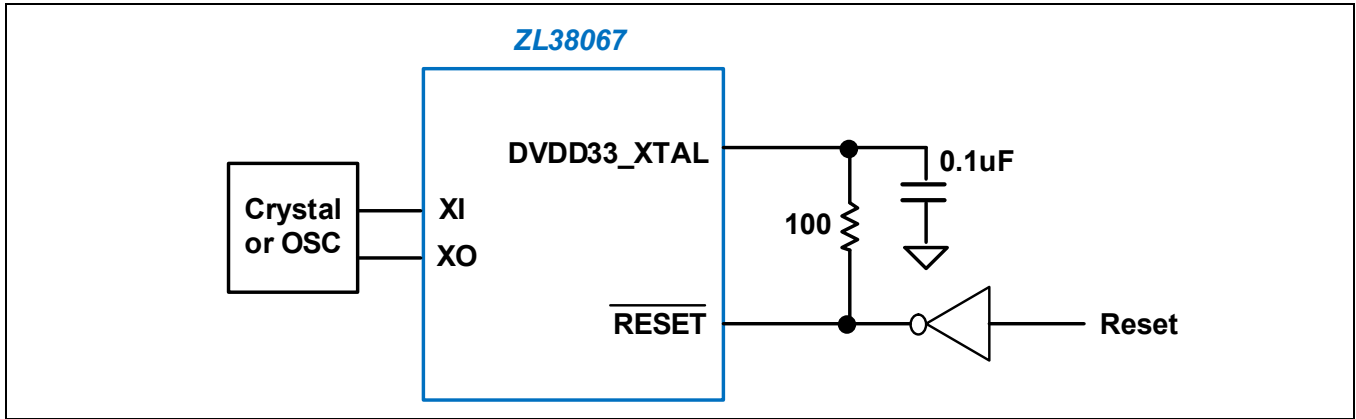 ZL38067
DVDD33_XTAL
0.1uF
Crystal
or OSC
XI
XO
100
RESET
Reset